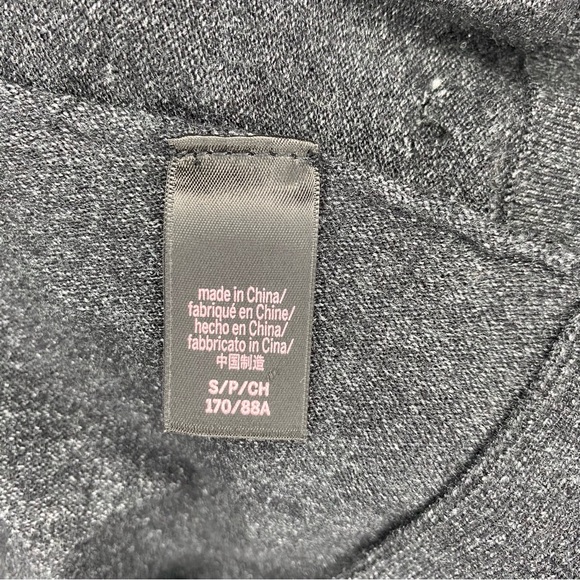 made in China/
fabriqué en Chine/
hecho en China/
fabbricato in Cina/
中国制造
S/P/CH
170/88A